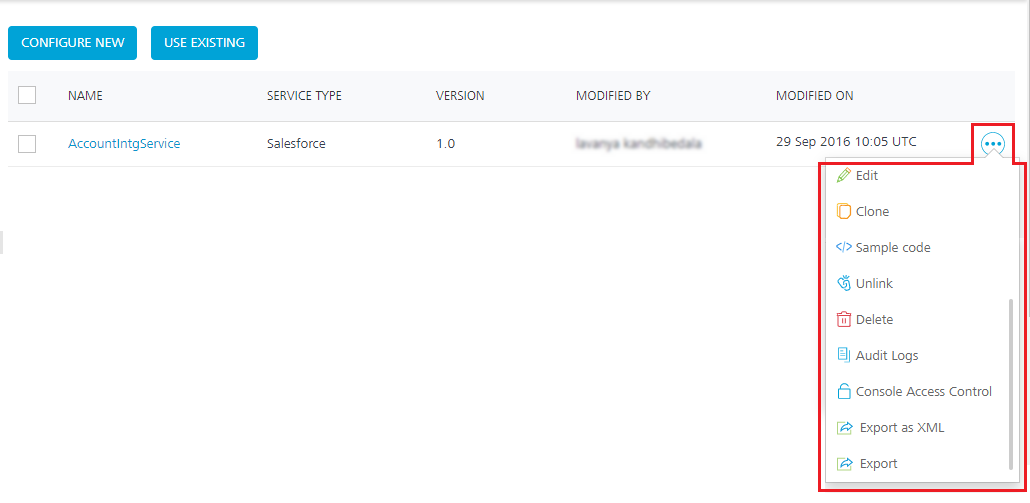 CONFIGURE NEW USE EXISTING
NAME SERVICE TYPE VERSION MODIFIED BY MODIFIED ON
AccountIntgService Salesforce 1.0 29 Sep 2016 10:05 UTC
Edit
Clone
</> Sample code
Unlink
Delete
Audit Logs
Console Access Control
Export as XML
Export